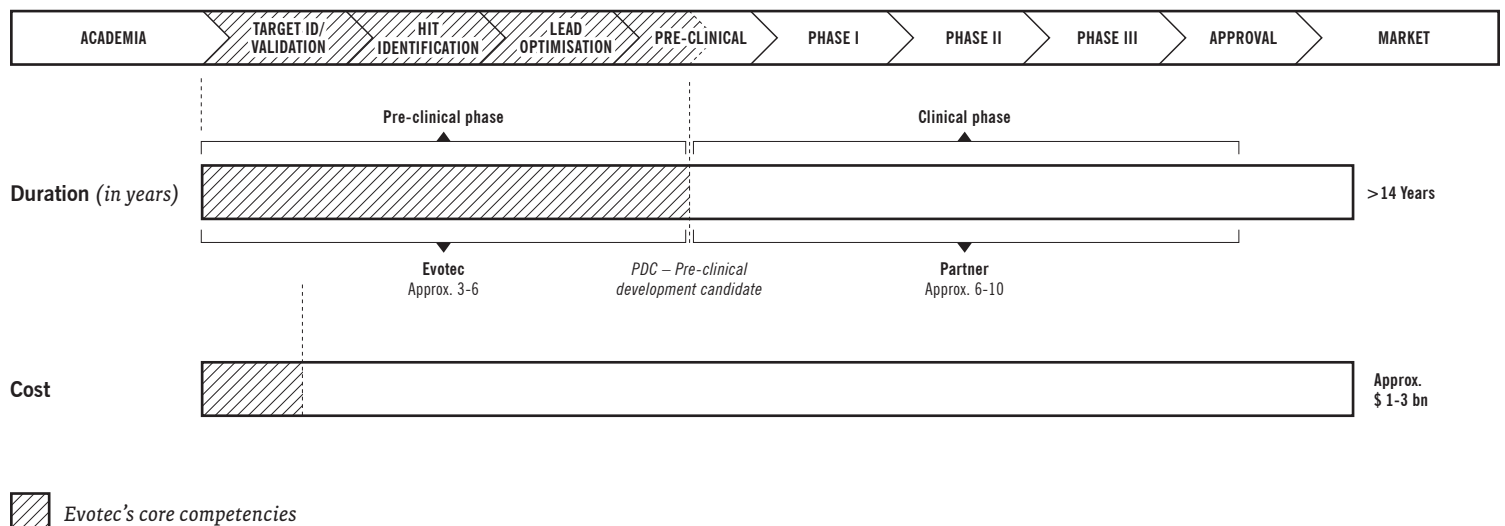 ACADEMIA
TARGET ID/
VALIDATION
HIT
IDENTIFICATION
LEAD
OPTIMISATION
PRE-CLINICAL
PHASE I
PHASE II
PHASE III
APPROVAL
MARKET
Pre-clinical phase
Clinical phase
Duration (in years)
>14 Years
Evotec
Approx. 3-6
PDC – Pre-clinical
development candidate
Partner
Approx. 6-10
Cost
Approx.
$ 1-3 bn
Evotec's core competencies